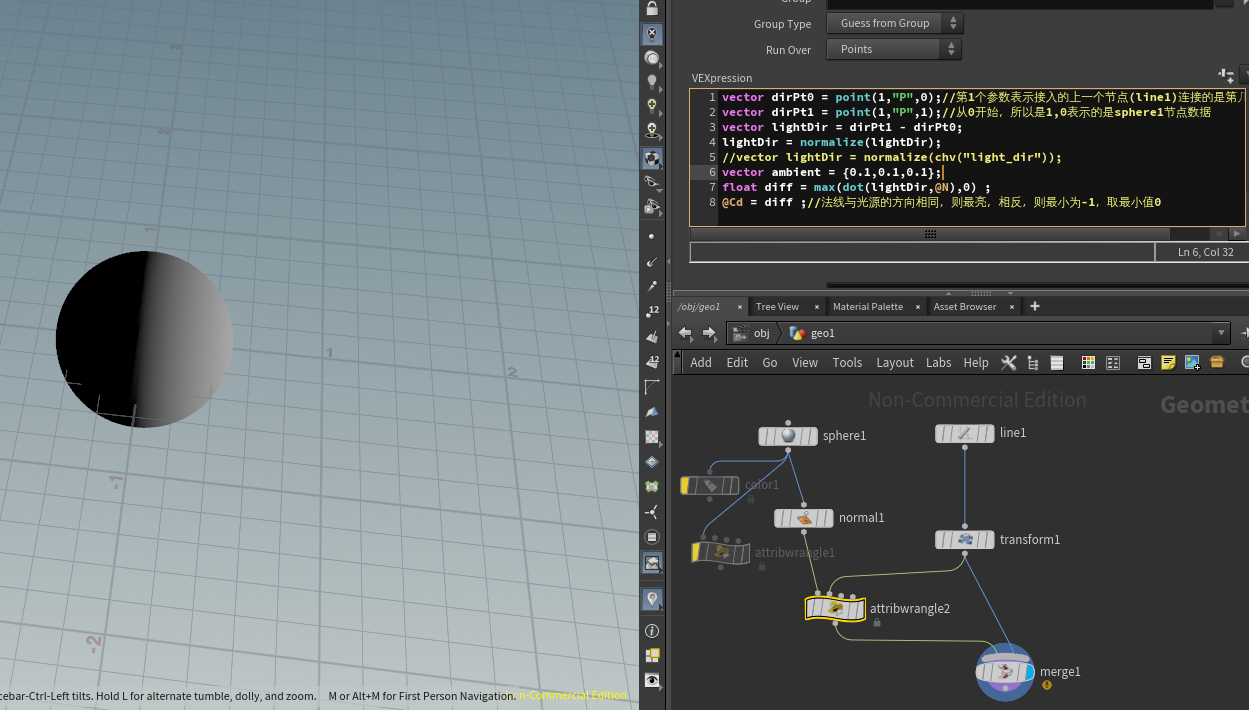 Group
Group Type Guess from Group
Run Over Points
VEXpression
1 vector dirPt0 = point(1,"P",0);//第1个参数表示接入的上一个节点(line1)连接的是第
2 vector dirPt1 = point(1,"P",1);//从0开始，所以是1,0表示的是sphere1节点数据
3 vector lightDir = dirPt1 - dirPt0;
4 lightDir = normalize(lightDir);
5 //vector lightDir = normalize(chv("light_dir"));
6 vector ambient = {0.1,0.1,0.1};
7 float diff = max(dot(lightDir,@N),0) ;
8 @Cd = diff ;//法线与光源的方向相同，则最亮，相反，则最小为-1，取最小值0
Ln 6, Col 32
/obj/geo1 × Tree View × Material Palette × Asset Browser × +
obj geo1
Add Edit Go View Tools Layout Labs Help
Non-Commercial Edition
Geomet
sphere1
line1
color1
normal1
transform1
attribwrangle1
attribwrangle2
merge1
3
2
1
1
2
-1
-2
12
12
cebar-Ctrl-Left tilts. Hold L for alternate tumble, dolly, and zoom. M or Alt+M for First Person Navigation.
on-Commercial Edition